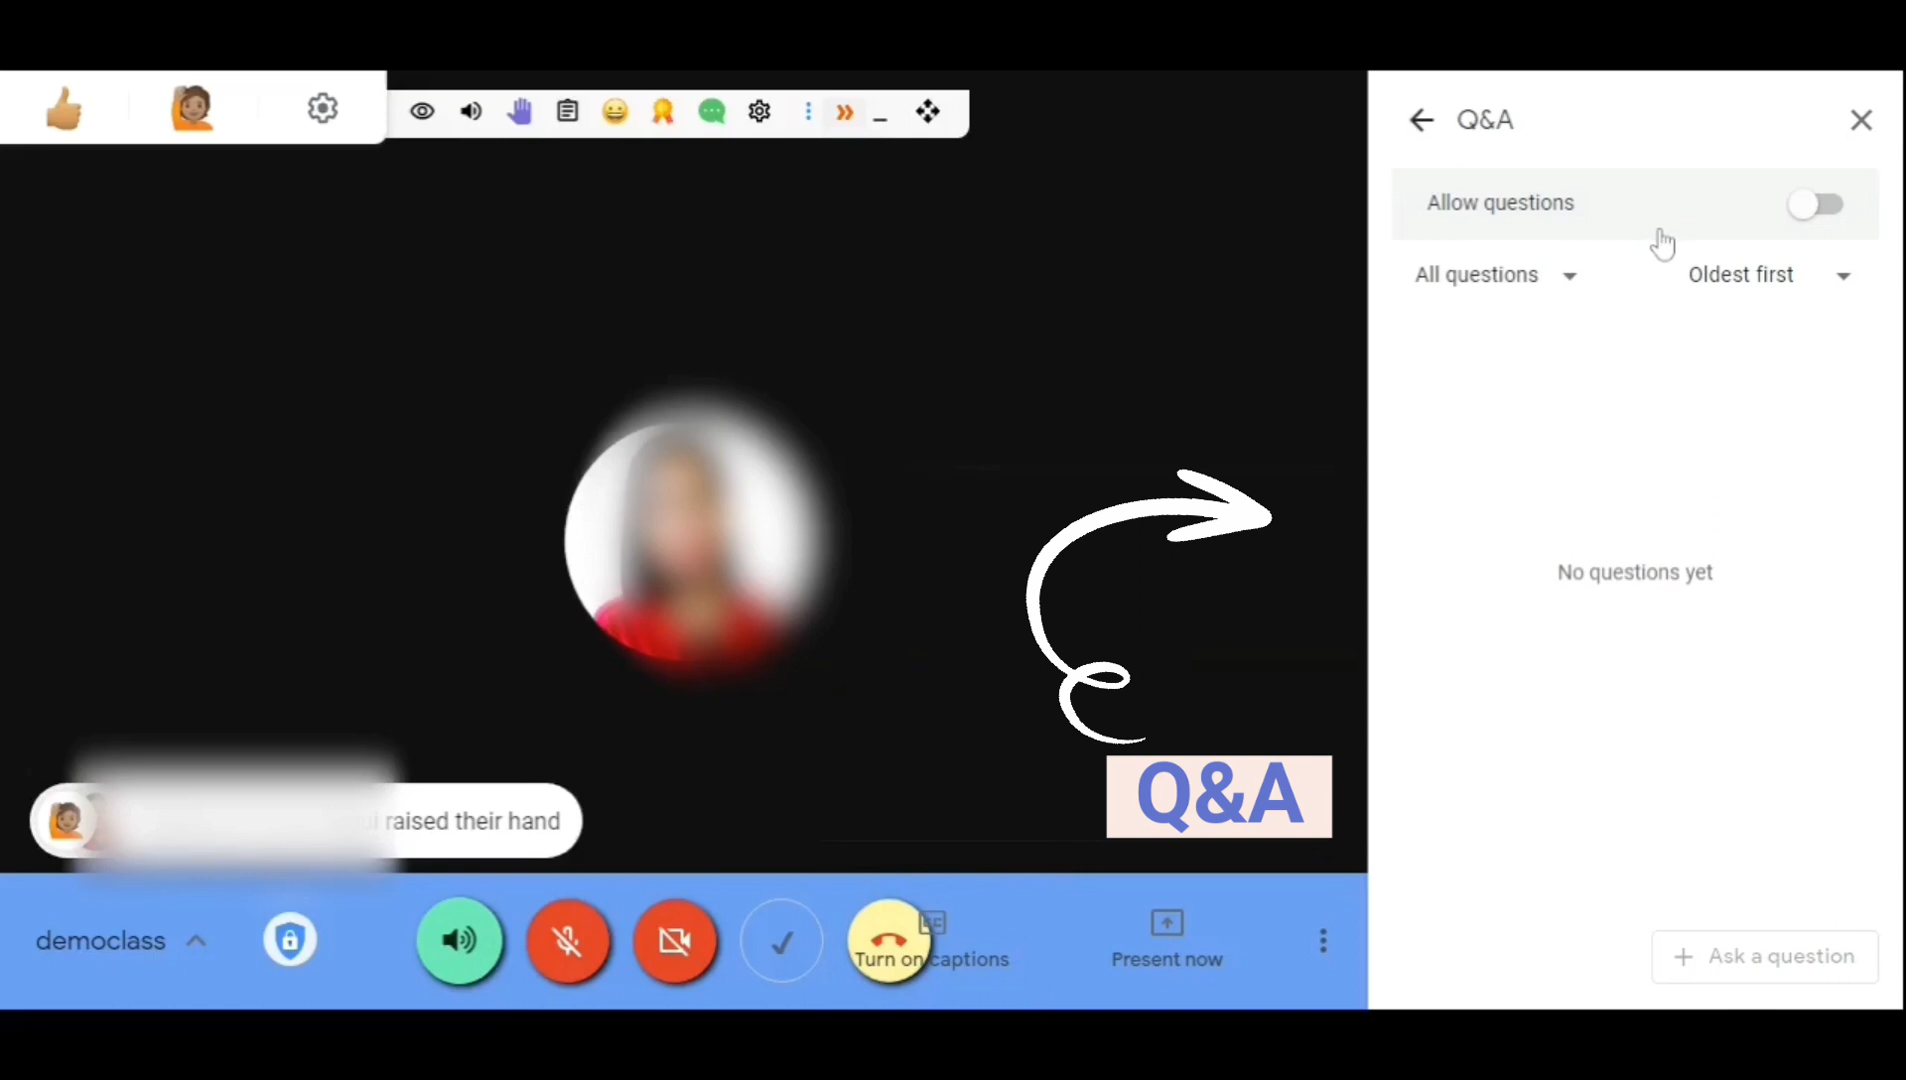 Q&A
Allow questions
All questions
Oldest first
No questions yet
Q&A
raised their hand
democlass
Turn on captions
Present now
+ Ask a question